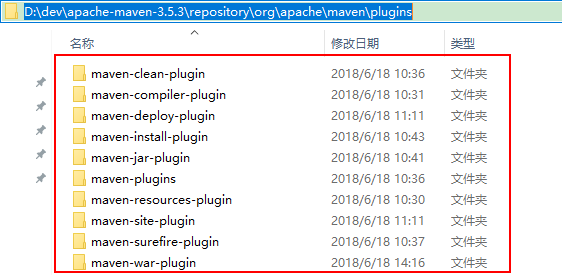 D:\dev\apache-maven-3.5.3\repository\org\apache\maven\plugins
名称 修改日期 类型
maven-clean-plugin 2018/6/18 10:36 文件夹
maven-compiler-plugin 2018/6/18 10:31 文件夹
maven-deploy-plugin 2018/6/18 11:11 文件夹
maven-install-plugin 2018/6/18 10:43 文件夹
maven-jar-plugin 2018/6/18 10:41 文件夹
maven-plugins 2018/6/18 10:36 文件夹
maven-resources-plugin 2018/6/18 10:30 文件夹
maven-site-plugin 2018/6/18 11:11 文件夹
maven-surefire-plugin 2018/6/18 10:37 文件夹
maven-war-plugin 2018/6/18 14:16 文件夹